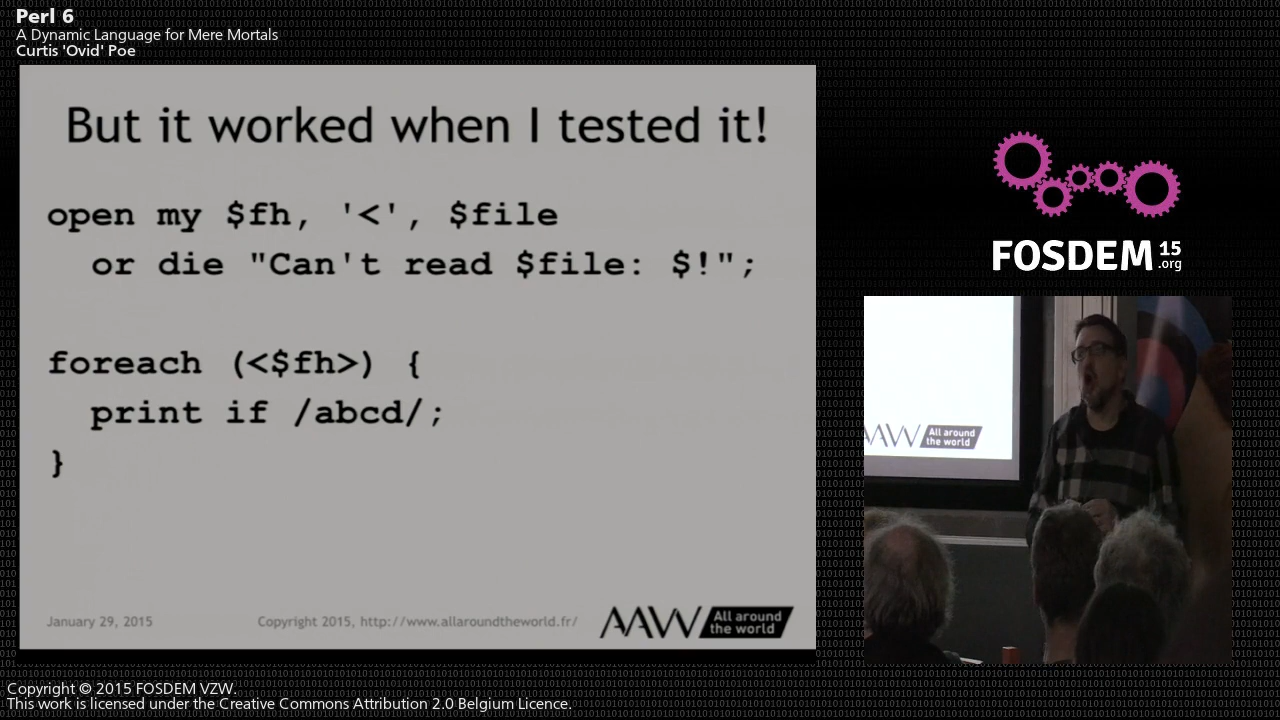 Perl 6
A Dynamic Language for Mere Mortals
Curtis 'Ovid' Poe
But it worked when I tested it!
open my $fh, '<', $file
or die "Can't read $file: $!";
foreach (<$fh>) {
print if /abcd/;
}
January 29, 2015
Copyright 2015, http://www.allaroundtheworld.fr/
AAW All around
the world
FOSDEM 15
.org
AAW All around
the world
Copyright © 2015 FOSDEM VZW.
This work is licensed under the Creative Commons Attribution 2.0 Belgium Licence.